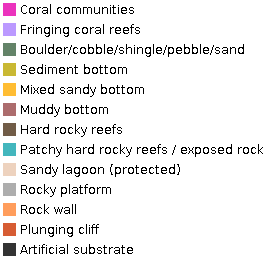 Coral communities
Fringing coral reefs
Boulder/cobble/shingle/pebble/sand
Sediment bottom
Mixed sandy bottom
Muddy bottom
Hard rocky reefs
Patchy hard rocky reefs / exposed rock
Sandy lagoon (protected)
Rocky platform
Rock wall
Plunging cliff
Artificial substrate